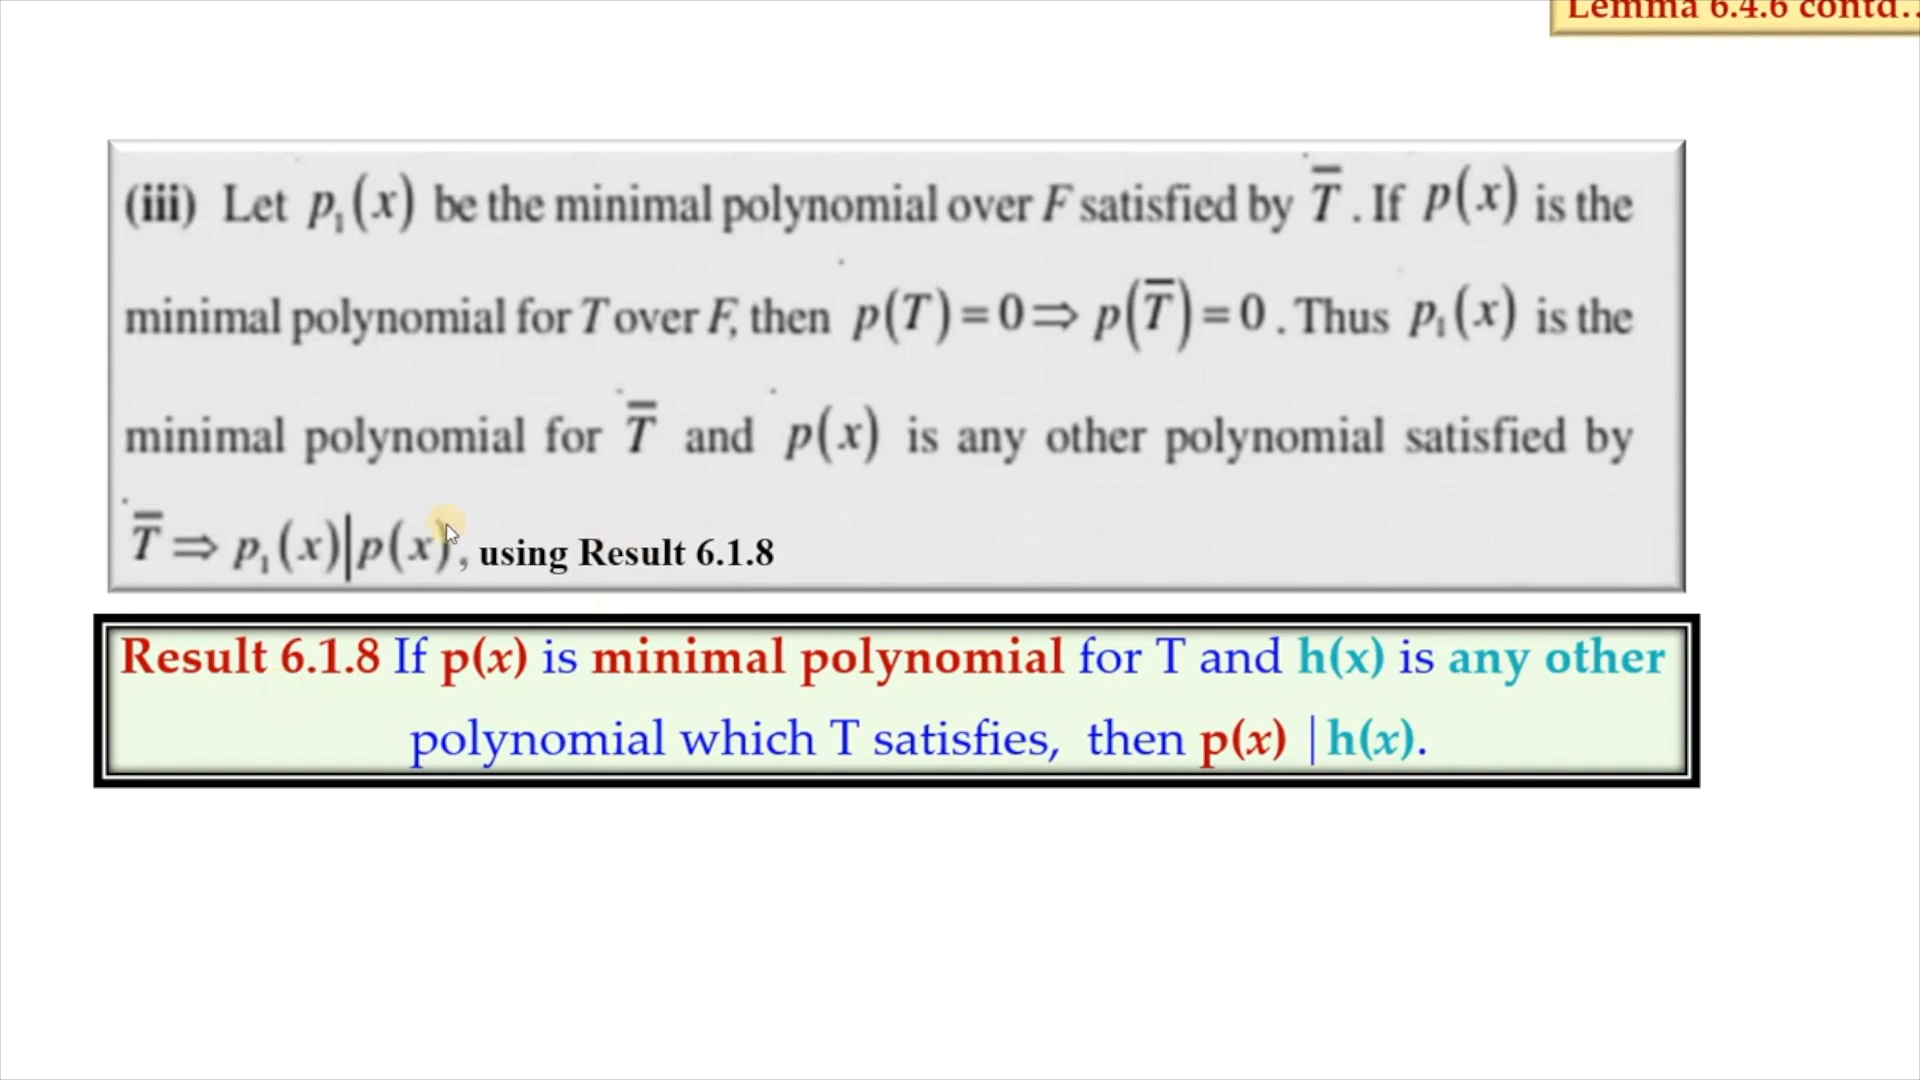 Lemma 6.4.6 contd..
(iii) Let p₁(x) be the minimal polynomial over F satisfied by T̅. If p(x) is the
minimal polynomial for T over F, then p(T)=0⇒p(T̅)=0. Thus p₁(x) is the
minimal polynomial for T̅ and p(x) is any other polynomial satisfied by
T̅⇒p₁(x)|p(x), using Result 6.1.8
Result 6.1.8 If p(x) is minimal polynomial for T and h(x) is any other
polynomial which T satisfies, then p(x) |h(x).